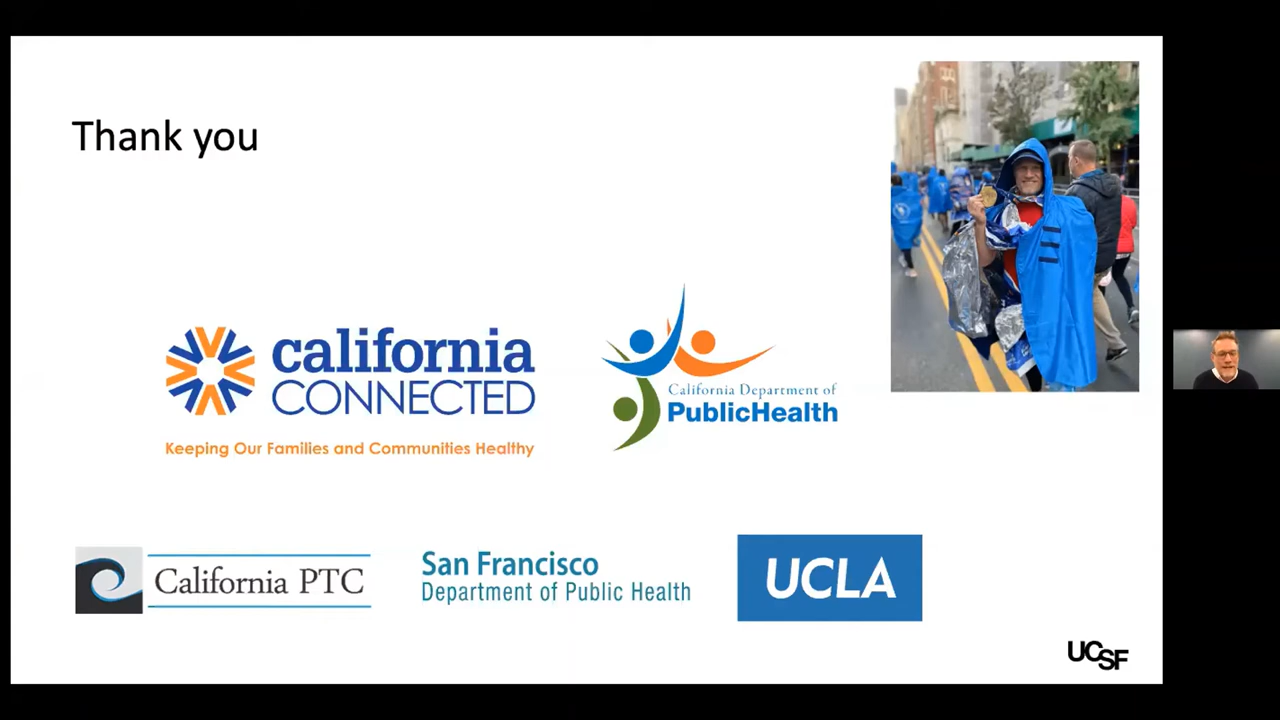 Thank you
california
CONNECTED
Keeping Our Families and Communities Healthy
California Department of
PublicHealth
California PTC
San Francisco
Department of Public Health
UCLA
UCSF